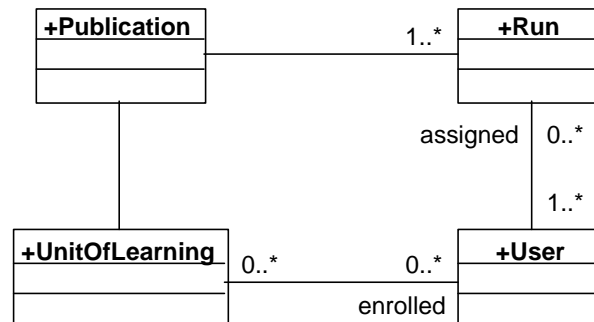 +Publication
+Run
1..*
assigned
0..*
1..*
+UnitOfLearning
+User
0..*
0..*
enrolled